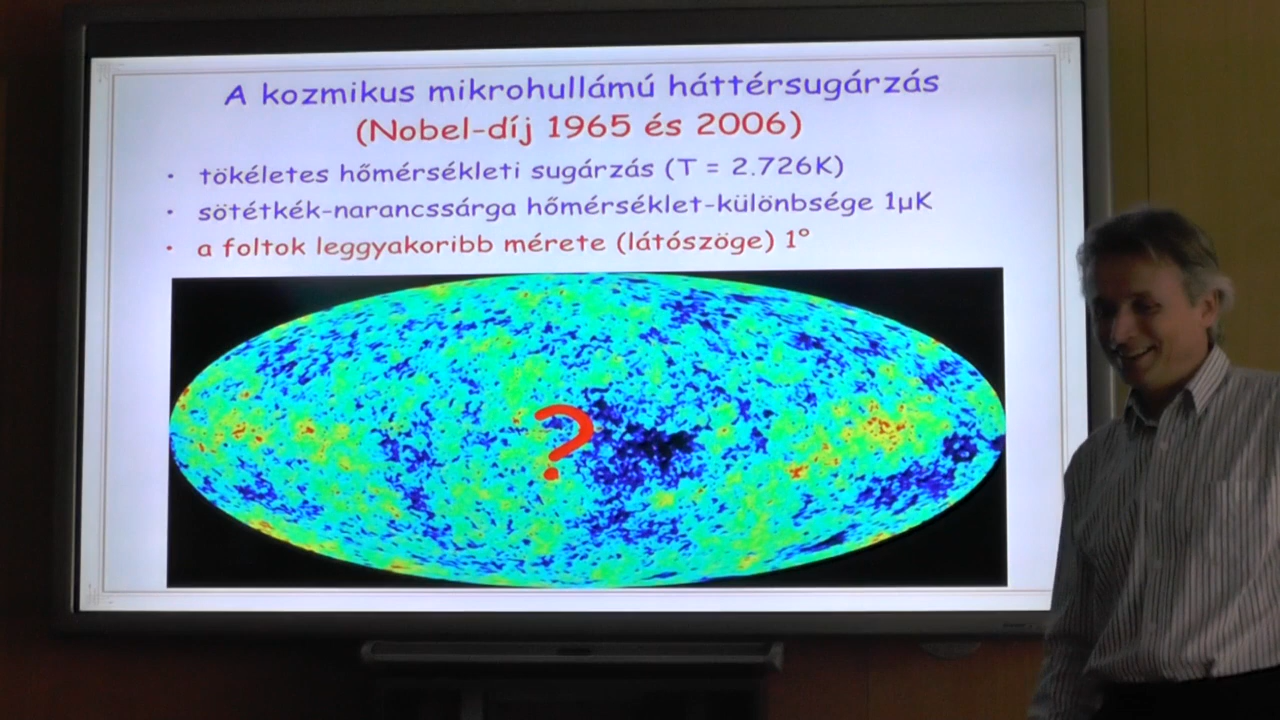 A kozmikus mikrohullámú háttérsugárzás
(Nobel-díj 1965 és 2006)
• tökéletes hőmérsékleti sugárzás (T = 2.726K)
• sötétkék-narancssárga hőmérséklet-különbsége 1μK
• a foltok leggyakoribb mérete (látószöge) 1°
?